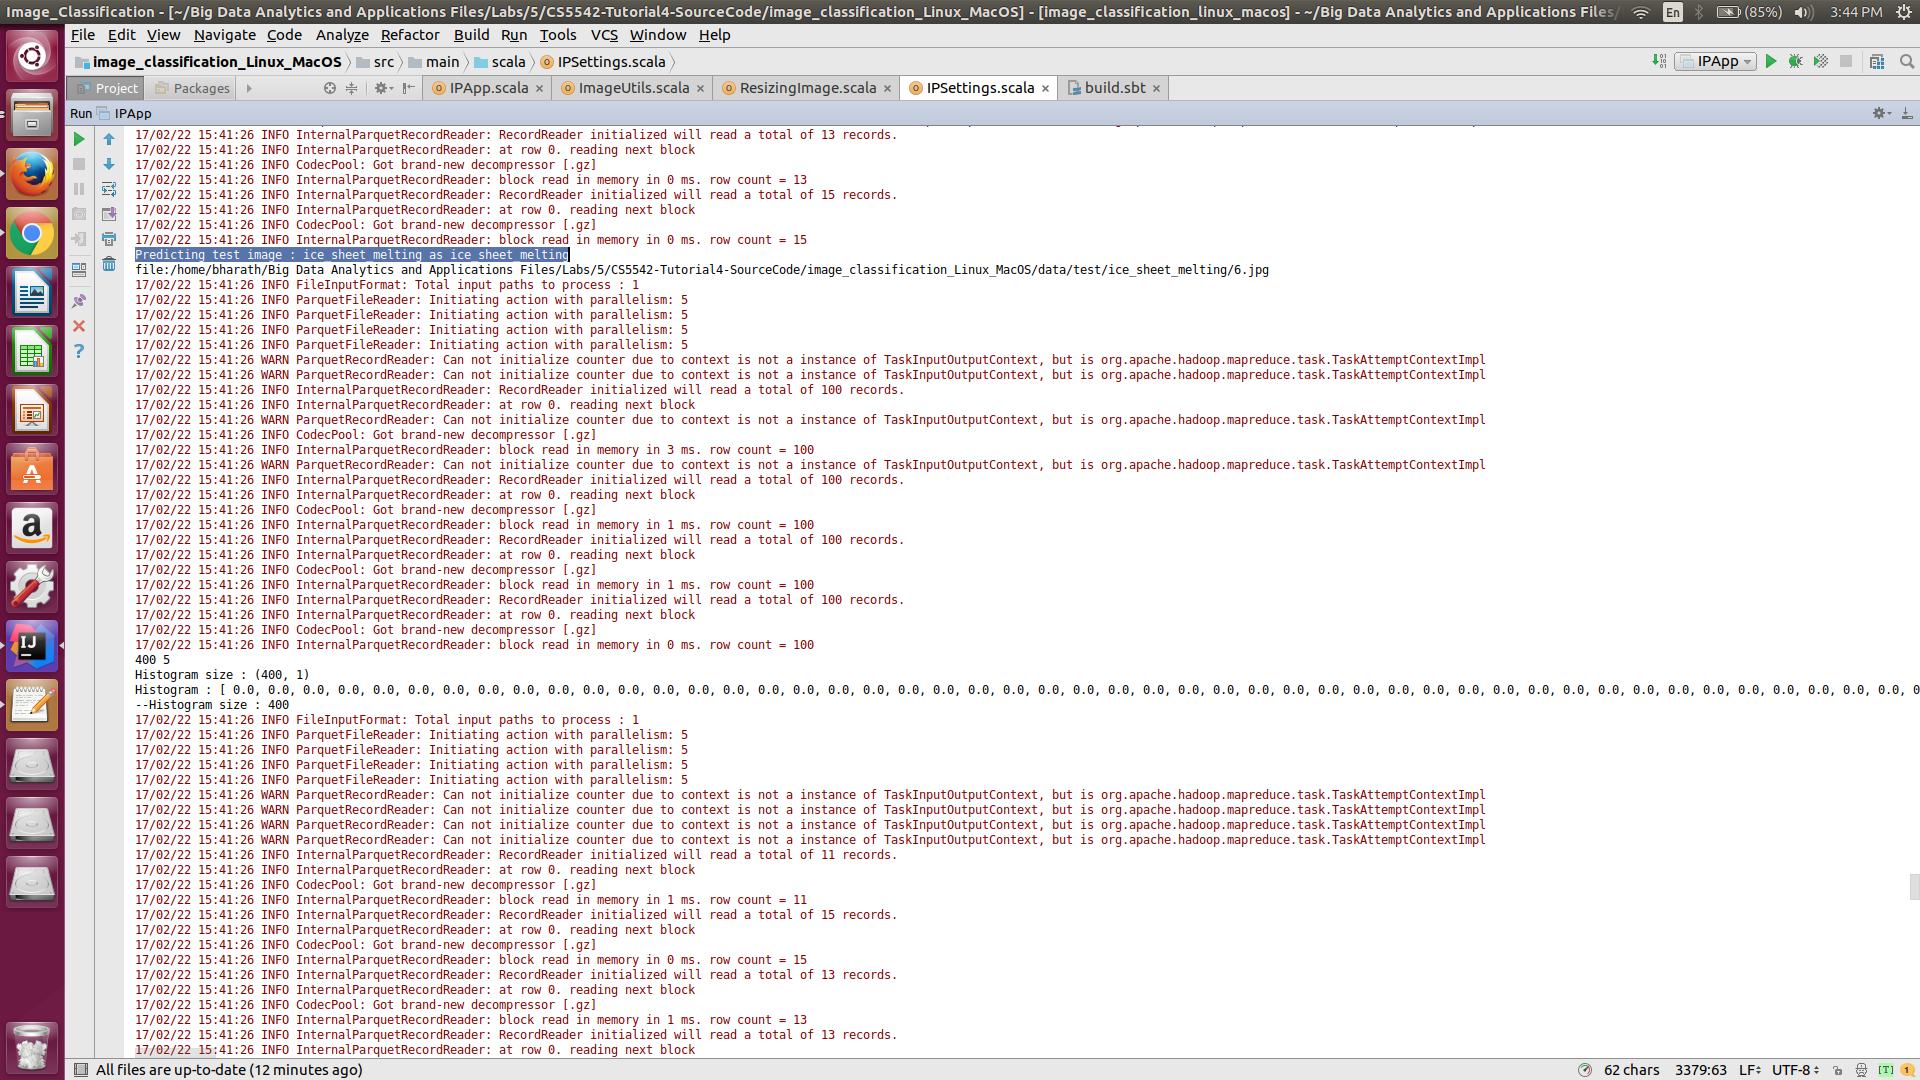 Image_Classification - [~/Big Data Analytics and Applications Files/Labs/5/CS5542-Tutorial4-SourceCode/image_classification_Linux_MacOS] - [image_classification_linux_macos] - ~/Big Data Analytics and Applications Files/
En (85%) 3:44 PM
File Edit View Navigate Code Analyze Refactor Build Run Tools VCS Window Help
image_classification_Linux_MacOS src main scala IPSettings.scala IPApp
Project Packages IPApp.scala ImageUtils.scala ResizingImage.scala IPSettings.scala build.sbt
Run IPApp
17/02/22 15:41:26 INFO InternalParquetRecordReader: RecordReader initialized will read a total of 13 records.
17/02/22 15:41:26 INFO InternalParquetRecordReader: at row 0. reading next block
17/02/22 15:41:26 INFO CodecPool: Got brand-new decompressor [.gz]
17/02/22 15:41:26 INFO InternalParquetRecordReader: block read in memory in 0 ms. row count = 13
17/02/22 15:41:26 INFO InternalParquetRecordReader: RecordReader initialized will read a total of 15 records.
17/02/22 15:41:26 INFO InternalParquetRecordReader: at row 0. reading next block
17/02/22 15:41:26 INFO CodecPool: Got brand-new decompressor [.gz]
17/02/22 15:41:26 INFO InternalParquetRecordReader: block read in memory in 0 ms. row count = 15
Predicting test image : ice_sheet_melting as ice_sheet_melting
file:/home/bharath/Big Data Analytics and Applications Files/Labs/5/CS5542-Tutorial4-SourceCode/image_classification_Linux_MacOS/data/test/ice_sheet_melting/6.jpg
17/02/22 15:41:26 INFO FileInputFormat: Total input paths to process : 1
17/02/22 15:41:26 INFO ParquetFileReader: Initiating action with parallelism: 5
17/02/22 15:41:26 INFO ParquetFileReader: Initiating action with parallelism: 5
17/02/22 15:41:26 INFO ParquetFileReader: Initiating action with parallelism: 5
17/02/22 15:41:26 INFO ParquetFileReader: Initiating action with parallelism: 5
17/02/22 15:41:26 WARN ParquetRecordReader: Can not initialize counter due to context is not a instance of TaskInputOutputContext, but is org.apache.hadoop.mapreduce.task.TaskAttemptContextImpl
17/02/22 15:41:26 WARN ParquetRecordReader: Can not initialize counter due to context is not a instance of TaskInputOutputContext, but is org.apache.hadoop.mapreduce.task.TaskAttemptContextImpl
17/02/22 15:41:26 INFO InternalParquetRecordReader: RecordReader initialized will read a total of 100 records.
17/02/22 15:41:26 INFO InternalParquetRecordReader: at row 0. reading next block
17/02/22 15:41:26 WARN ParquetRecordReader: Can not initialize counter due to context is not a instance of TaskInputOutputContext, but is org.apache.hadoop.mapreduce.task.TaskAttemptContextImpl
17/02/22 15:41:26 INFO CodecPool: Got brand-new decompressor [.gz]
17/02/22 15:41:26 INFO InternalParquetRecordReader: block read in memory in 3 ms. row count = 100
17/02/22 15:41:26 WARN ParquetRecordReader: Can not initialize counter due to context is not a instance of TaskInputOutputContext, but is org.apache.hadoop.mapreduce.task.TaskAttemptContextImpl
17/02/22 15:41:26 INFO InternalParquetRecordReader: RecordReader initialized will read a total of 100 records.
17/02/22 15:41:26 INFO InternalParquetRecordReader: at row 0. reading next block
17/02/22 15:41:26 INFO CodecPool: Got brand-new decompressor [.gz]
17/02/22 15:41:26 INFO InternalParquetRecordReader: block read in memory in 1 ms. row count = 100
17/02/22 15:41:26 INFO InternalParquetRecordReader: RecordReader initialized will read a total of 100 records.
17/02/22 15:41:26 INFO InternalParquetRecordReader: at row 0. reading next block
17/02/22 15:41:26 INFO CodecPool: Got brand-new decompressor [.gz]
17/02/22 15:41:26 INFO InternalParquetRecordReader: block read in memory in 1 ms. row count = 100
17/02/22 15:41:26 INFO InternalParquetRecordReader: RecordReader initialized will read a total of 100 records.
17/02/22 15:41:26 INFO InternalParquetRecordReader: at row 0. reading next block
17/02/22 15:41:26 INFO CodecPool: Got brand-new decompressor [.gz]
17/02/22 15:41:26 INFO InternalParquetRecordReader: block read in memory in 0 ms. row count = 100
400 5
Histogram size : (400, 1)
Histogram : [ 0.0, 0.0, 0.0, 0.0, 0.0, 0.0, 0.0, 0.0, 0.0, 0.0, 0.0, 0.0, 0.0, 0.0, 0.0, 0.0, 0.0, 0.0, 0.0, 0.0, 0.0, 0.0, 0.0, 0.0, 0.0, 0.0, 0.0, 0.0, 0.0, 0.0, 0.0, 0.0, 0.0, 0.0, 0.0, 0.0, 0.0, 0.0, 0.0, 0.0, 0.0, 0.0, 0.0, 0.0, 0.0, 0.0, 0.0, 0.0, 0
--Histogram size : 400
17/02/22 15:41:26 INFO FileInputFormat: Total input paths to process : 1
17/02/22 15:41:26 INFO ParquetFileReader: Initiating action with parallelism: 5
17/02/22 15:41:26 INFO ParquetFileReader: Initiating action with parallelism: 5
17/02/22 15:41:26 INFO ParquetFileReader: Initiating action with parallelism: 5
17/02/22 15:41:26 INFO ParquetFileReader: Initiating action with parallelism: 5
17/02/22 15:41:26 WARN ParquetRecordReader: Can not initialize counter due to context is not a instance of TaskInputOutputContext, but is org.apache.hadoop.mapreduce.task.TaskAttemptContextImpl
17/02/22 15:41:26 WARN ParquetRecordReader: Can not initialize counter due to context is not a instance of TaskInputOutputContext, but is org.apache.hadoop.mapreduce.task.TaskAttemptContextImpl
17/02/22 15:41:26 WARN ParquetRecordReader: Can not initialize counter due to context is not a instance of TaskInputOutputContext, but is org.apache.hadoop.mapreduce.task.TaskAttemptContextImpl
17/02/22 15:41:26 WARN ParquetRecordReader: Can not initialize counter due to context is not a instance of TaskInputOutputContext, but is org.apache.hadoop.mapreduce.task.TaskAttemptContextImpl
17/02/22 15:41:26 INFO InternalParquetRecordReader: RecordReader initialized will read a total of 11 records.
17/02/22 15:41:26 INFO InternalParquetRecordReader: at row 0. reading next block
17/02/22 15:41:26 INFO CodecPool: Got brand-new decompressor [.gz]
17/02/22 15:41:26 INFO InternalParquetRecordReader: block read in memory in 1 ms. row count = 11
17/02/22 15:41:26 INFO InternalParquetRecordReader: RecordReader initialized will read a total of 15 records.
17/02/22 15:41:26 INFO InternalParquetRecordReader: at row 0. reading next block
17/02/22 15:41:26 INFO CodecPool: Got brand-new decompressor [.gz]
17/02/22 15:41:26 INFO InternalParquetRecordReader: block read in memory in 0 ms. row count = 15
17/02/22 15:41:26 INFO InternalParquetRecordReader: RecordReader initialized will read a total of 13 records.
17/02/22 15:41:26 INFO InternalParquetRecordReader: at row 0. reading next block
17/02/22 15:41:26 INFO CodecPool: Got brand-new decompressor [.gz]
17/02/22 15:41:26 INFO InternalParquetRecordReader: block read in memory in 1 ms. row count = 13
17/02/22 15:41:26 INFO InternalParquetRecordReader: RecordReader initialized will read a total of 13 records.
17/02/22 15:41:26 INFO InternalParquetRecordReader: at row 0. reading next block
All files are up-to-date (12 minutes ago) 62 chars 3379:63 LF UTF-8 [T] 1